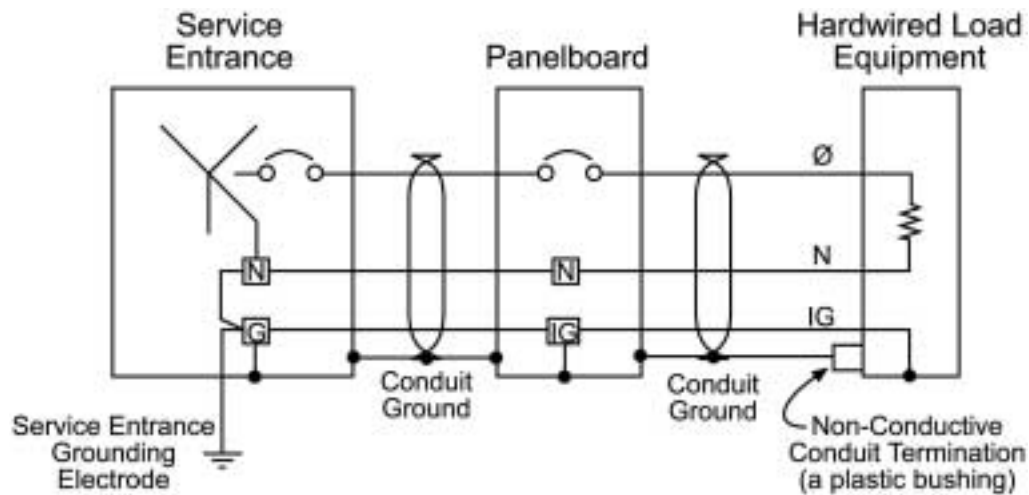 Service
Entrance
Panelboard
Hardwired Load
Equipment
Ø
N
N
N
G
IG
IG
Conduit
Ground
Conduit
Ground
Service Entrance
Grounding
Electrode
Non-Conductive
Conduit Termination
(a plastic bushing)